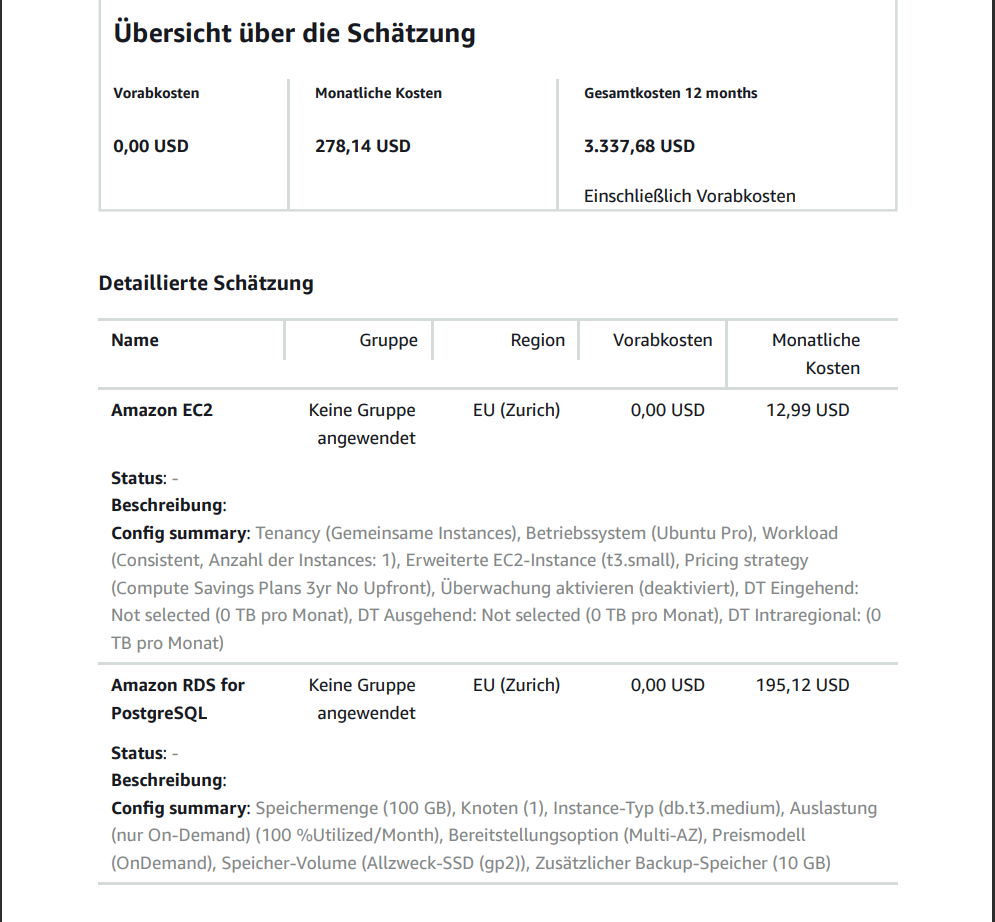 Übersicht über die Schätzung
Vorabkosten Monatliche Kosten Gesamtkosten 12 months
0,00 USD 278,14 USD 3.337,68 USD
Einschließlich Vorabkosten
Detaillierte Schätzung
Name Gruppe Region Vorabkosten Monatliche
Kosten
Amazon EC2 Keine Gruppe EU (Zurich) 0,00 USD 12,99 USD
angewendet
Status: -
Beschreibung:
Config summary: Tenancy (Gemeinsame Instances), Betriebssystem (Ubuntu Pro), Workload
(Consistent, Anzahl der Instances: 1), Erweiterte EC2-Instance (t3.small), Pricing strategy
(Compute Savings Plans 3yr No Upfront), Überwachung aktivieren (deaktiviert), DT Eingehend:
Not selected (0 TB pro Monat), DT Ausgehend: Not selected (0 TB pro Monat), DT Intraregional: (0
TB pro Monat)
Amazon RDS for Keine Gruppe EU (Zurich) 0,00 USD 195,12 USD
PostgreSQL angewendet
Status: -
Beschreibung:
Config summary: Speichermenge (100 GB), Knoten (1), Instance-Typ (db.t3.medium), Auslastung
(nur On-Demand) (100 %Utilized/Month), Bereitstellungsoption (Multi-AZ), Preismodell
(OnDemand), Speicher-Volume (Allzweck-SSD (gp2)), Zusätzlicher Backup-Speicher (10 GB)